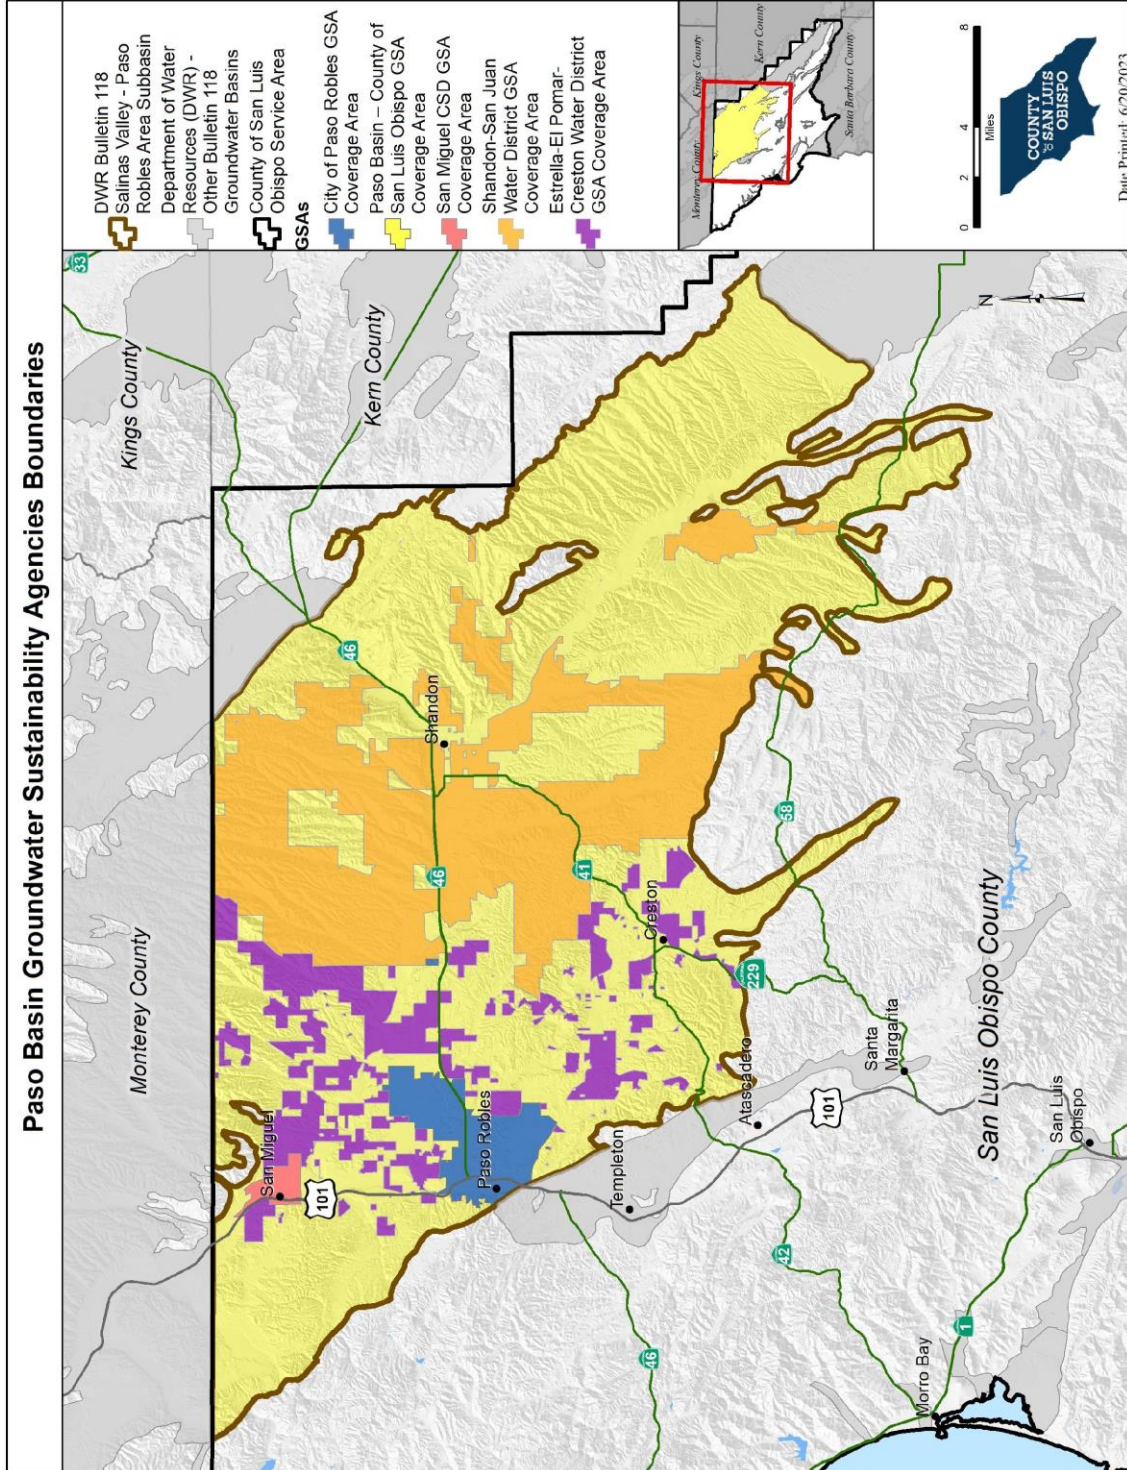 Paso Basin Groundwater Sustainability Agencies Boundaries
Kings County
33
Monterey County
Kern County
46
San Miguel
101
Shandon
46
Paso Robles
41
Creston
Templeton
46
229
Atascadero
58
42
101
Santa
Margarita
San Luis Obispo County
Morro Bay
1
San Luis
Obispo
N
DWR Bulletin 118
Salinas Valley - Paso
Robles Area Subbasin
Department of Water
Resources (DWR) -
Other Bulletin 118
Groundwater Basins
County of San Luis
Obispo Service Area
GSAs
City of Paso Robles GSA
Coverage Area
Paso Basin – County of
San Luis Obispo GSA
Coverage Area
San Miguel CSD GSA
Coverage Area
Shandon-San Juan
Water District GSA
Coverage Area
Estrella-El Pomar-
Creston Water District
GSA Coverage Area
Monterey County
Kings County
Kern County
Santa Barbara County
0 2 4 8
Miles
COUNTY
OF SAN LUIS
OBISPO
Date Printed: 6/20/2023